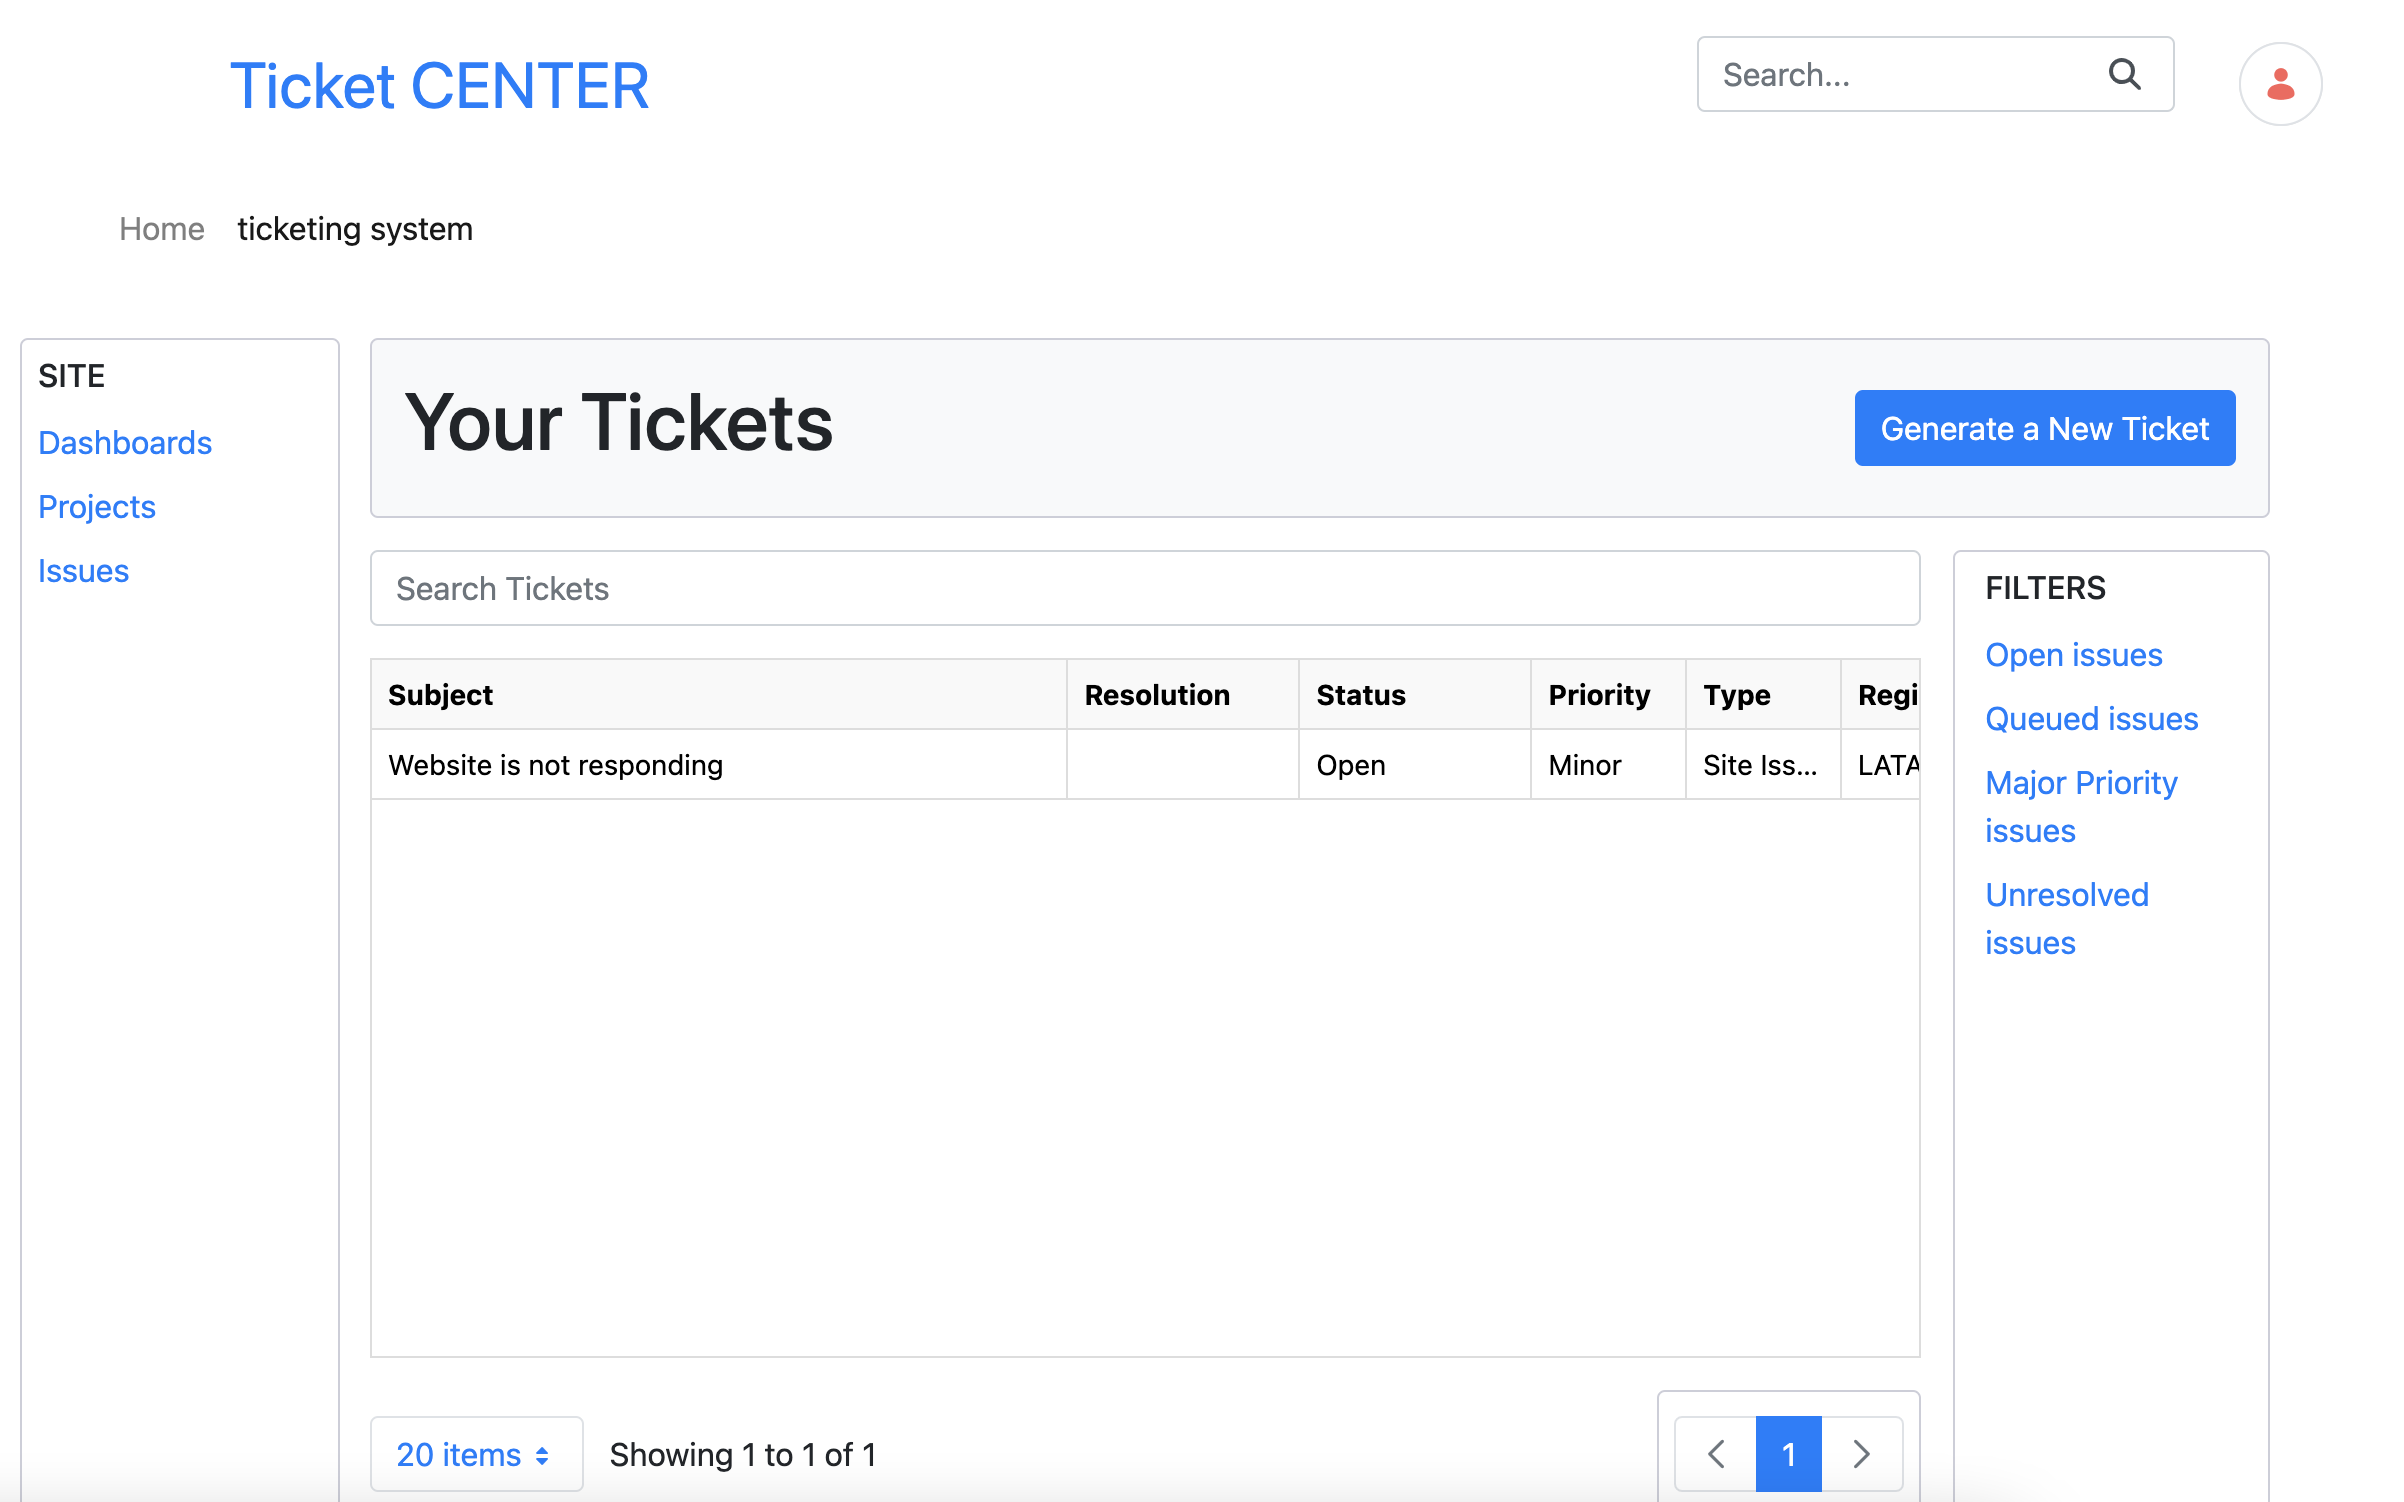 Ticket CENTER
Search...
Home ticketing system
SITE
Dashboards
Projects
Issues
Your Tickets
Generate a New Ticket
Search Tickets
Subject Resolution Status Priority Type Regi
Website is not responding Open Minor Site Iss... LATA
FILTERS
Open issues
Queued issues
Major Priority
issues
Unresolved
issues
20 items Showing 1 to 1 of 1
1